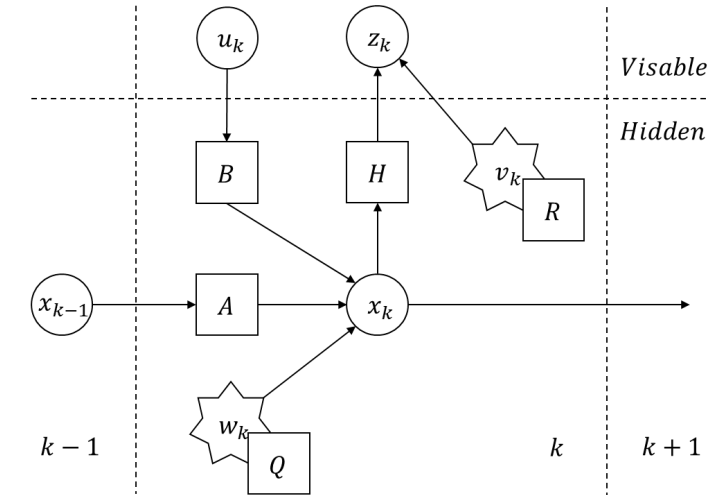 u_k
z_k
Visable
Hidden
B
H
v_k
R
x_{k-1}
A
x_k
w_k
Q
k − 1
k
k + 1